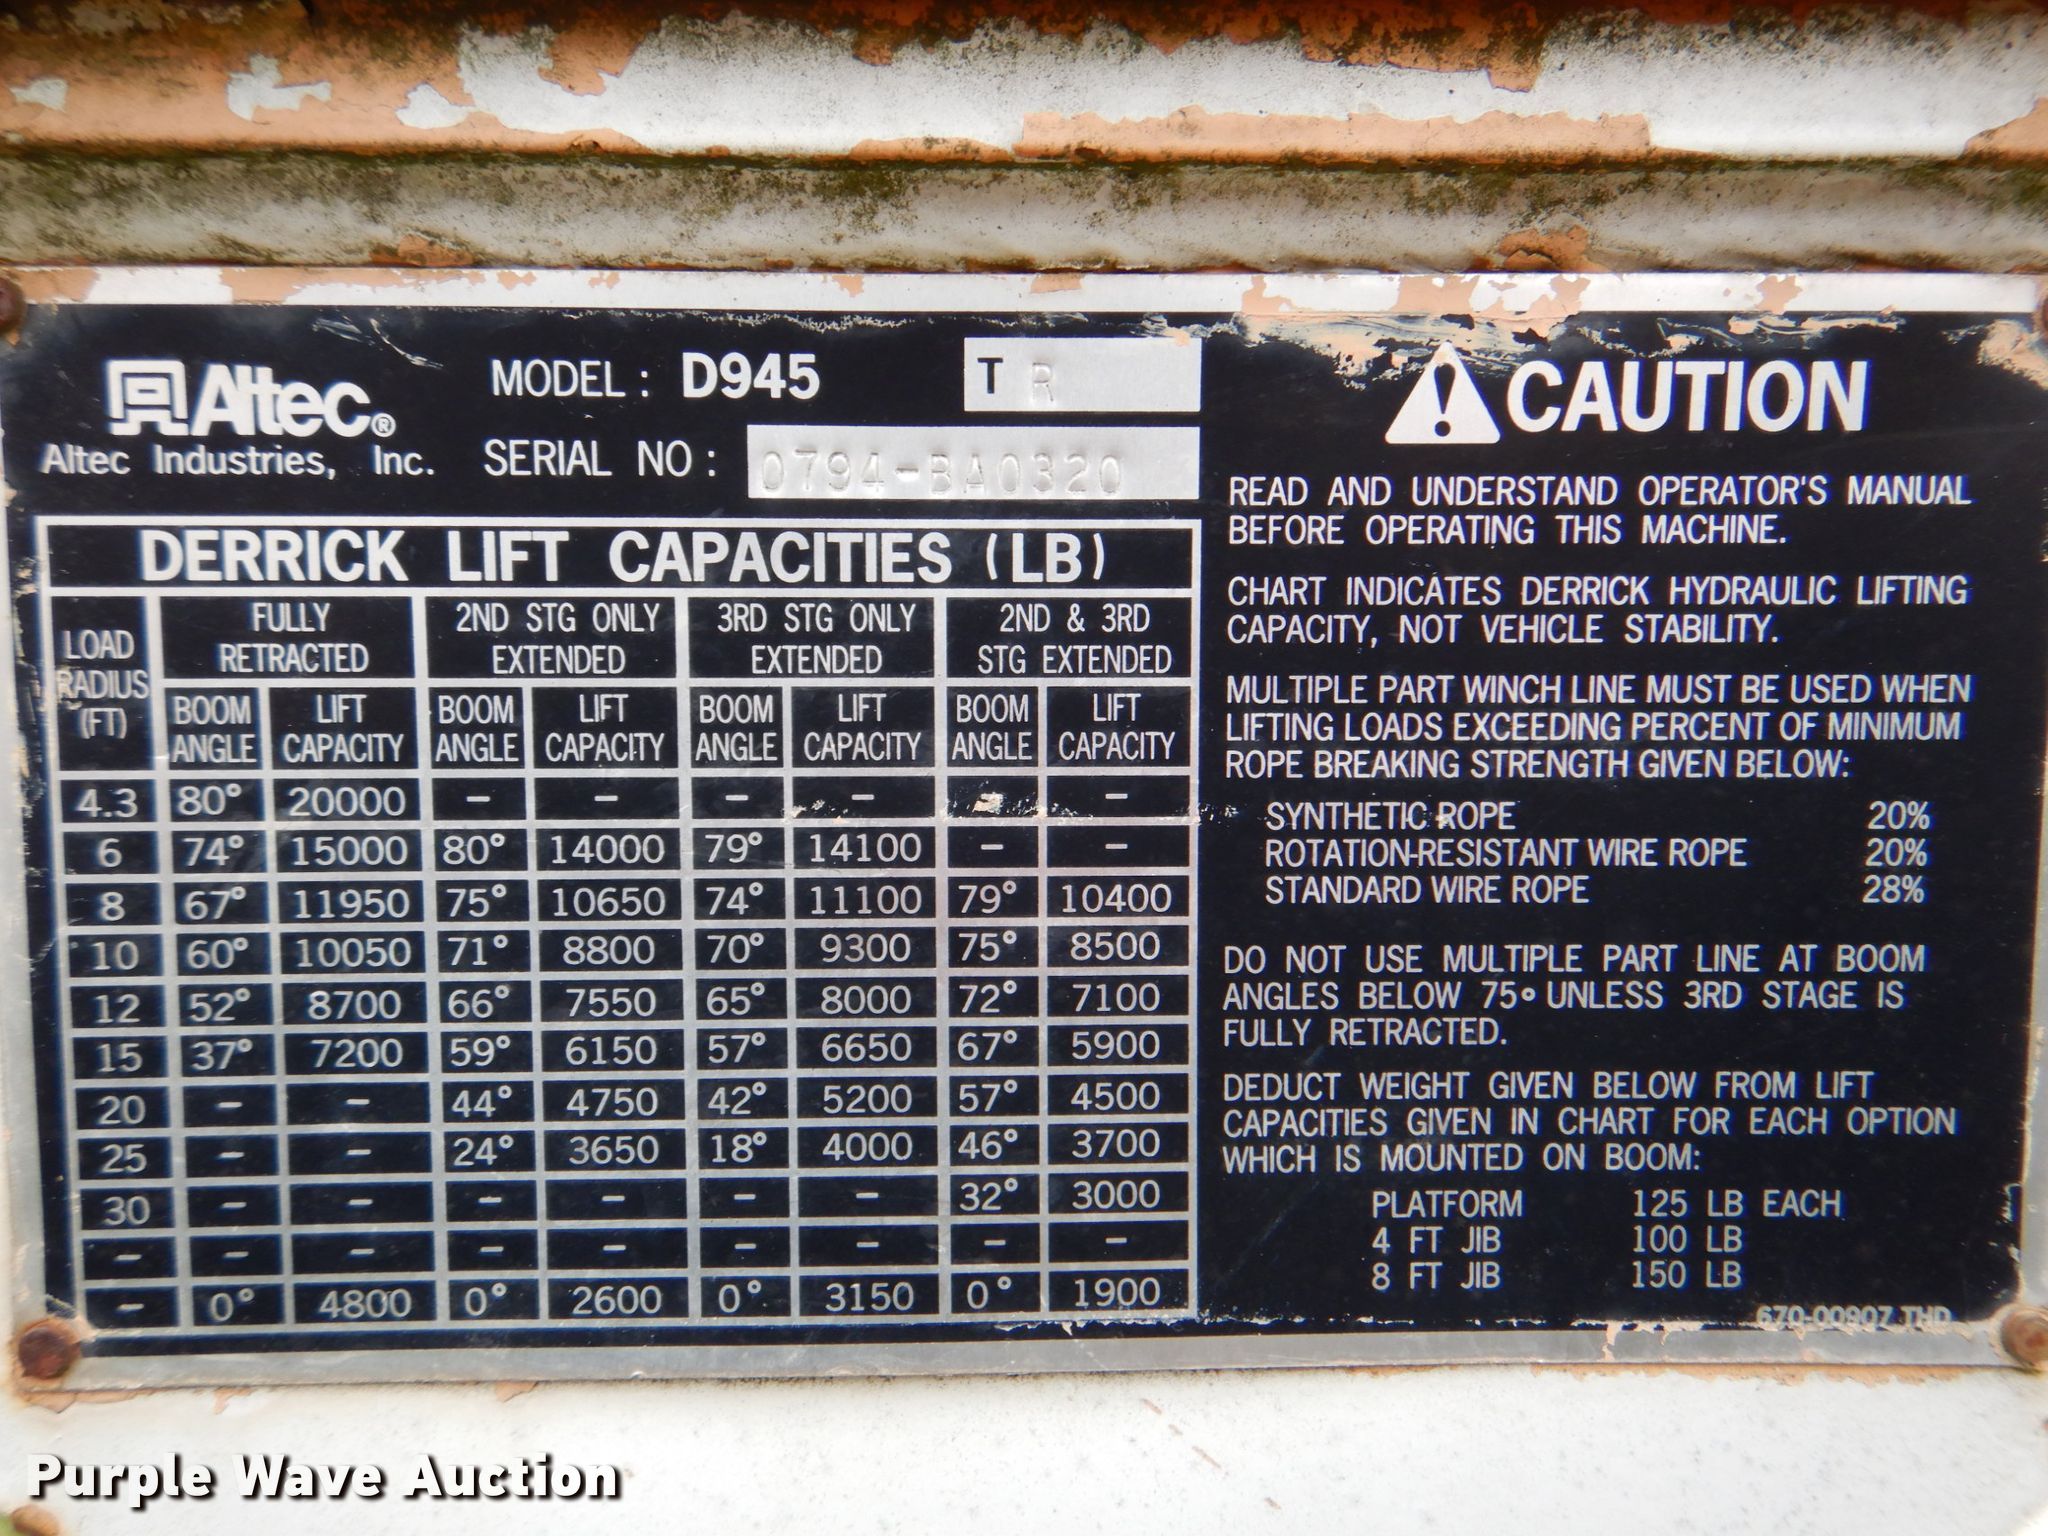 Altec®
Altec Industries, Inc.
MODEL: D945 T R
SERIAL NO: 0794-BA0320
DERRICK LIFT CAPACITIES (LB)
LOAD RADIUS (FT) | FULLY RETRACTED | 2ND STG ONLY EXTENDED | 3RD STG ONLY EXTENDED | 2ND & 3RD STG EXTENDED
BOOM ANGLE | LIFT CAPACITY | BOOM ANGLE | LIFT CAPACITY | BOOM ANGLE | LIFT CAPACITY | BOOM ANGLE | LIFT CAPACITY
4.3 80° 20000 – – – – – –
6 74° 15000 80° 14000 79° 14100 – –
8 67° 11950 75° 10650 74° 11100 79° 10400
10 60° 10050 71° 8800 70° 9300 75° 8500
12 52° 8700 66° 7550 65° 8000 72° 7100
15 37° 7200 59° 6150 57° 6650 67° 5900
20 – – 44° 4750 42° 5200 57° 4500
25 – – 24° 3650 18° 4000 46° 3700
30 – – – – – – 32° 3000
– – – – – – – – –
– 0° 4800 0° 2600 0° 3150 0° 1900
CAUTION
READ AND UNDERSTAND OPERATOR'S MANUAL
BEFORE OPERATING THIS MACHINE.
CHART INDICATES DERRICK HYDRAULIC LIFTING
CAPACITY, NOT VEHICLE STABILITY.
MULTIPLE PART WINCH LINE MUST BE USED WHEN
LIFTING LOADS EXCEEDING PERCENT OF MINIMUM
ROPE BREAKING STRENGTH GIVEN BELOW:
SYNTHETIC ROPE 20%
ROTATION-RESISTANT WIRE ROPE 20%
STANDARD WIRE ROPE 28%
DO NOT USE MULTIPLE PART LINE AT BOOM
ANGLES BELOW 75° UNLESS 3RD STAGE IS
FULLY RETRACTED.
DEDUCT WEIGHT GIVEN BELOW FROM LIFT
CAPACITIES GIVEN IN CHART FOR EACH OPTION
WHICH IS MOUNTED ON BOOM:
PLATFORM 125 LB EACH
4 FT JIB 100 LB
8 FT JIB 150 LB
670-00907 THD
Purple Wave Auction